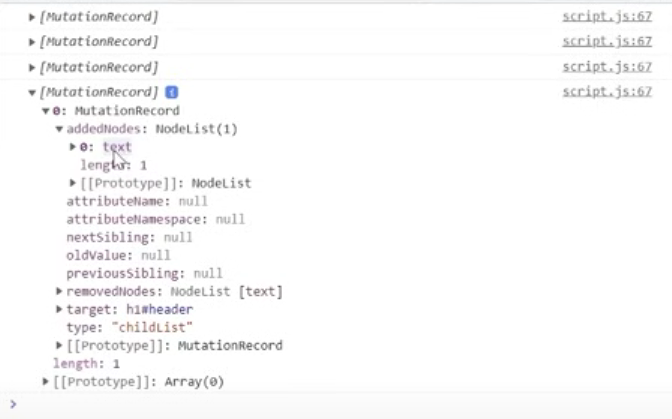 ▶ [MutationRecord] script.js:67
▶ [MutationRecord] script.js:67
▶ [MutationRecord] script.js:67
▼ [MutationRecord] i script.js:67
▼ 0: MutationRecord
▼ addedNodes: NodeList(1)
▶ 0: text
length: 1
▶ [[Prototype]]: NodeList
attributeName: null
attributeNamespace: null
nextSibling: null
oldValue: null
previousSibling: null
▶ removedNodes: NodeList [text]
▶ target: h1#header
type: "childList"
▶ [[Prototype]]: MutationRecord
length: 1
▶ [[Prototype]]: Array(0)
>